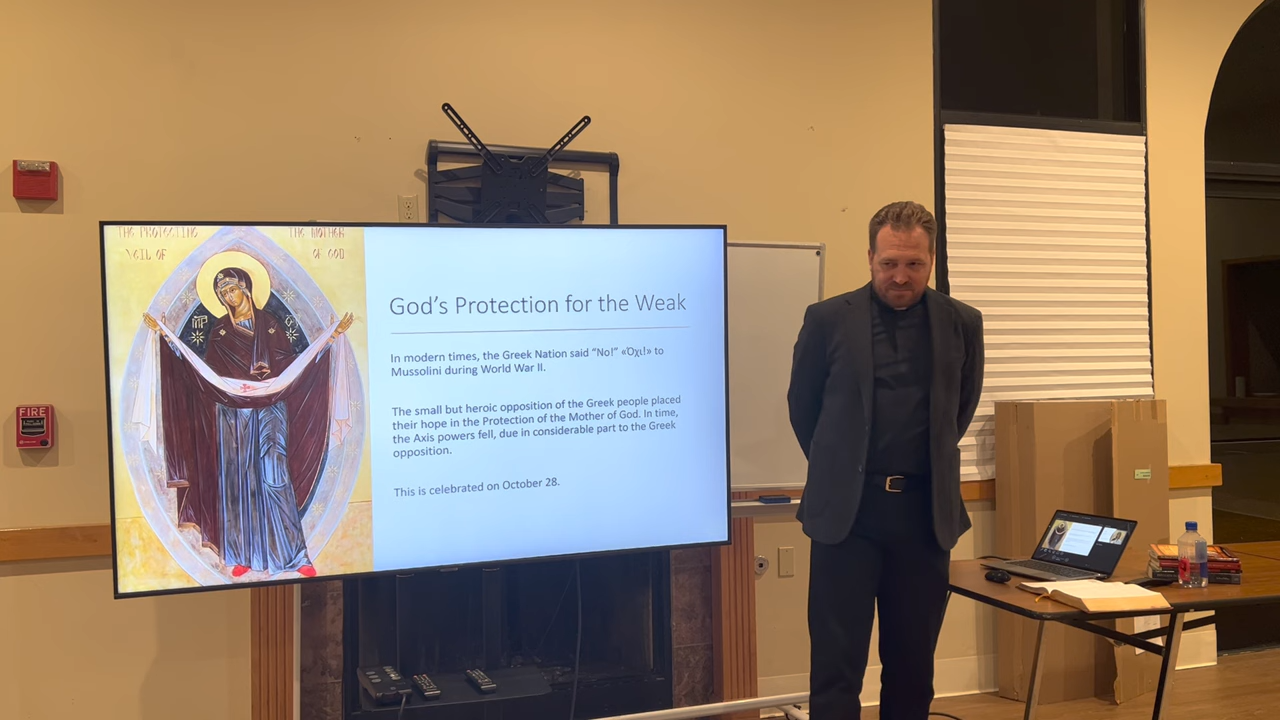 FIRE
THE PROTECTING THE MOTHER
VEIL OF OF GOD
God's Protection for the Weak
In modern times, the Greek Nation said “No!” «Όχι!» to
Mussolini during World War II.
The small but heroic opposition of the Greek people placed
their hope in the Protection of the Mother of God. In time,
the Axis powers fell, due in considerable part to the Greek
opposition.
This is celebrated on October 28.